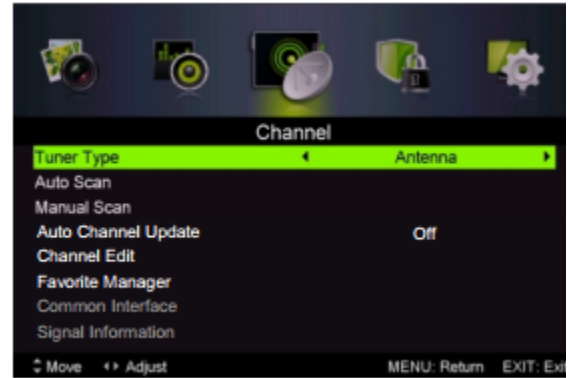 Channel
Tuner Type Antenna
Auto Scan
Manual Scan
Auto Channel Update Off
Channel Edit
Favorite Manager
Common Interface
Signal Information
Move Adjust MENU: Return EXIT: Exit